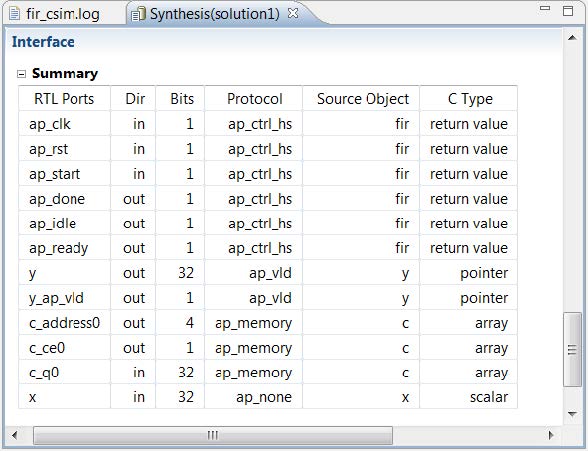 fir_csim.log Synthesis(solution1)
Interface
Summary
RTL Ports Dir Bits Protocol Source Object C Type
ap_clk in 1 ap_ctrl_hs fir return value
ap_rst in 1 ap_ctrl_hs fir return value
ap_start in 1 ap_ctrl_hs fir return value
ap_done out 1 ap_ctrl_hs fir return value
ap_idle out 1 ap_ctrl_hs fir return value
ap_ready out 1 ap_ctrl_hs fir return value
y out 32 ap_vld y pointer
y_ap_vld out 1 ap_vld y pointer
c_address0 out 4 ap_memory c array
c_ce0 out 1 ap_memory c array
c_q0 in 32 ap_memory c array
x in 32 ap_none x scalar